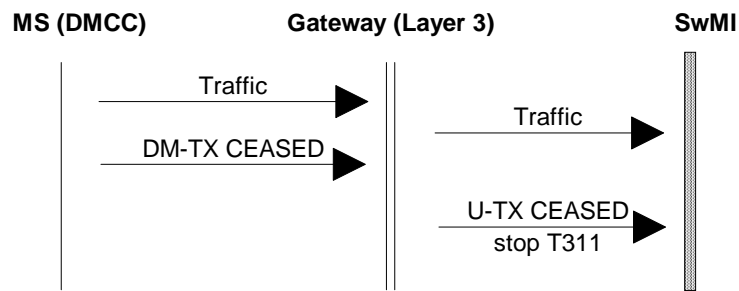 MS (DMCC) Gateway (Layer 3) SwMI
Traffic
Traffic
DM-TX CEASED
U-TX CEASED
stop T311